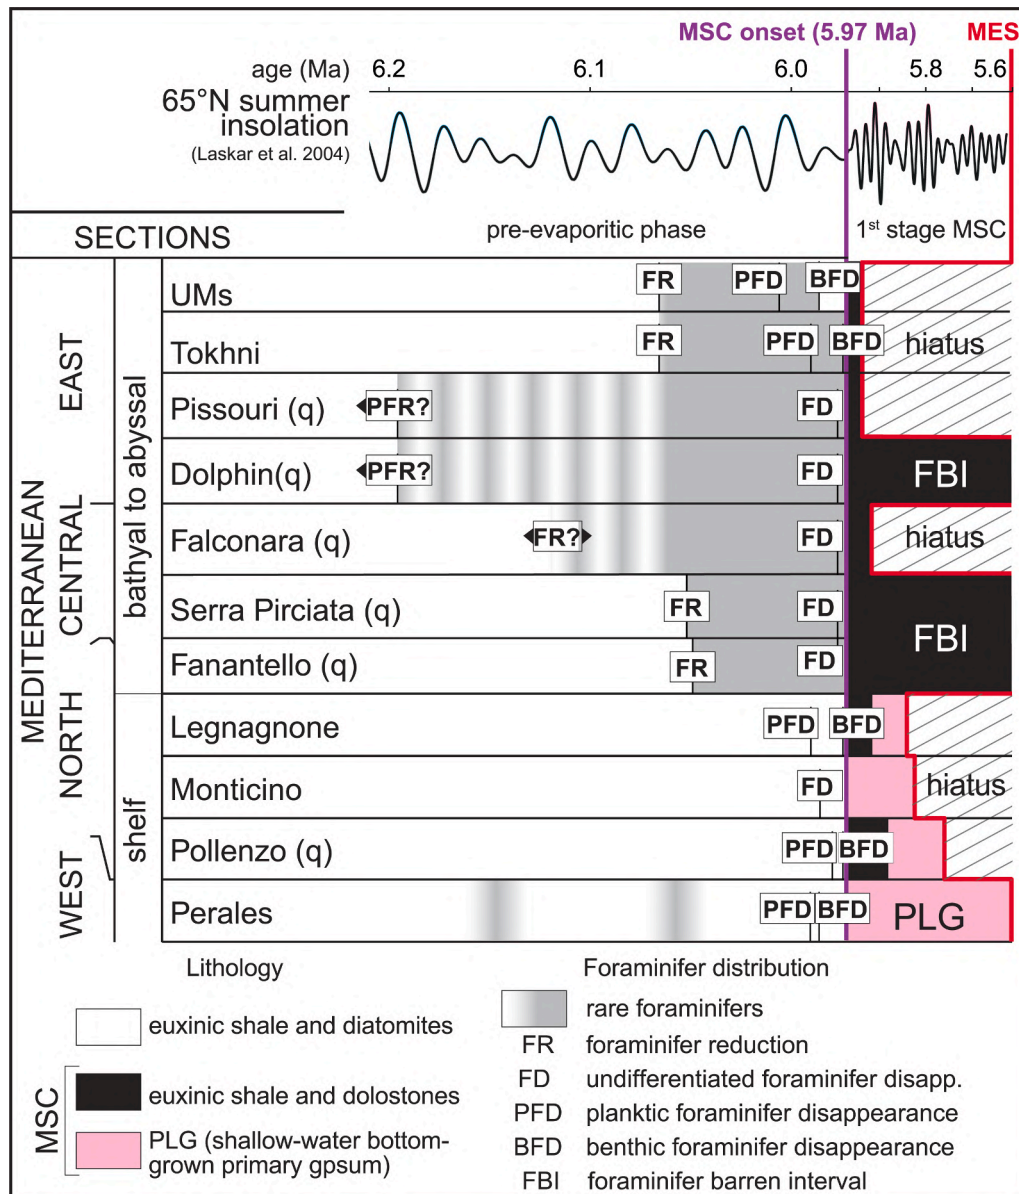 MSC onset (5.97 Ma) MES
age (Ma) 6.2 6.1 6.0 5.8 5.6
65°N summer
insolation
(Laskar et al. 2004)
pre-evaporitic phase 1st stage MSC
SECTIONS
MEDITERRANEAN
EAST
CENTRAL
NORTH
WEST
bathyal to abyssal
shelf
UMs FR PFD BFD
Tokhni FR PFD BFD hiatus
Pissouri (q) PFR? FD
Dolphin(q) PFR? FD FBI
Falconara (q) FR? FD hiatus
Serra Pirciata (q) FR FD
FBI
Fanantello (q) FR FD
Legnagnone PFD BFD
Monticino FD hiatus
Pollenzo (q) PFD BFD
Perales PFD BFD PLG
Lithology
euxinic shale and diatomites
MSC
euxinic shale and dolostones
PLG (shallow-water bottom-
grown primary gpsum)
Foraminifer distribution
rare foraminifers
FR foraminifer reduction
FD undifferentiated foraminifer disapp.
PFD planktic foraminifer disappearance
BFD benthic foraminifer disappearance
FBI foraminifer barren interval